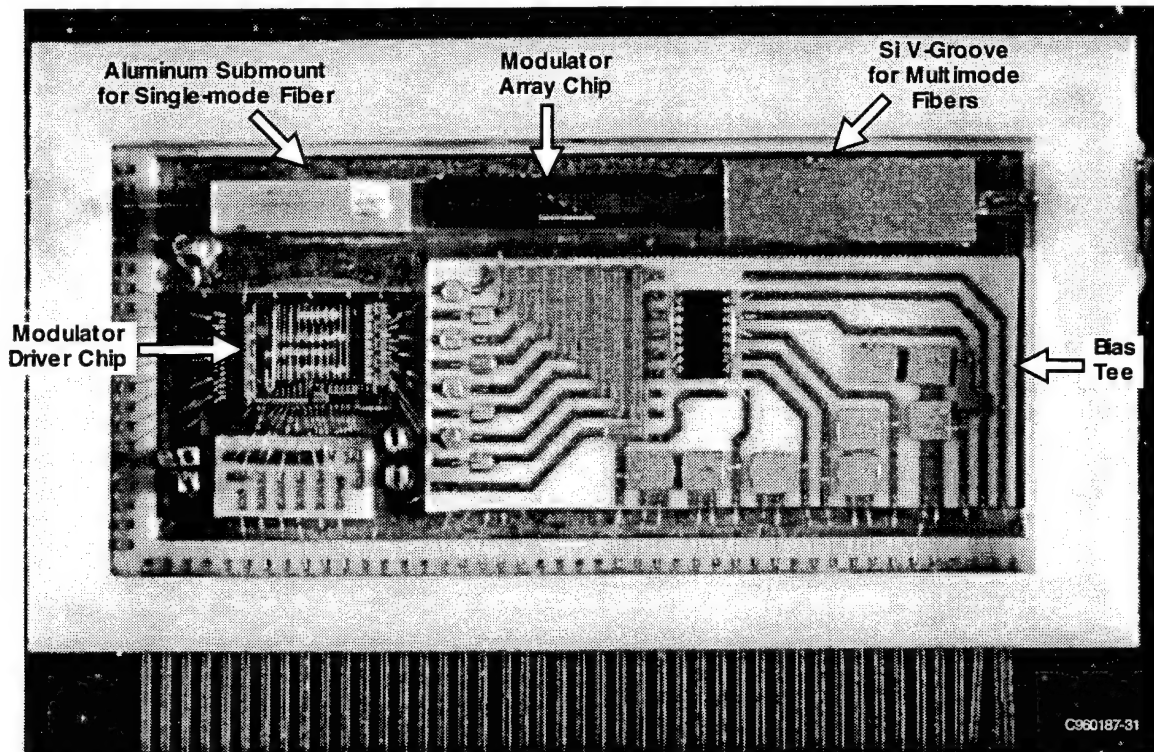 Aluminum Submount
for Single-mode Fiber
Modulator
Array Chip
Si V-Groove
for Multimode
Fibers
Modulator
Driver Chip
Bias
Tee
C960187-31